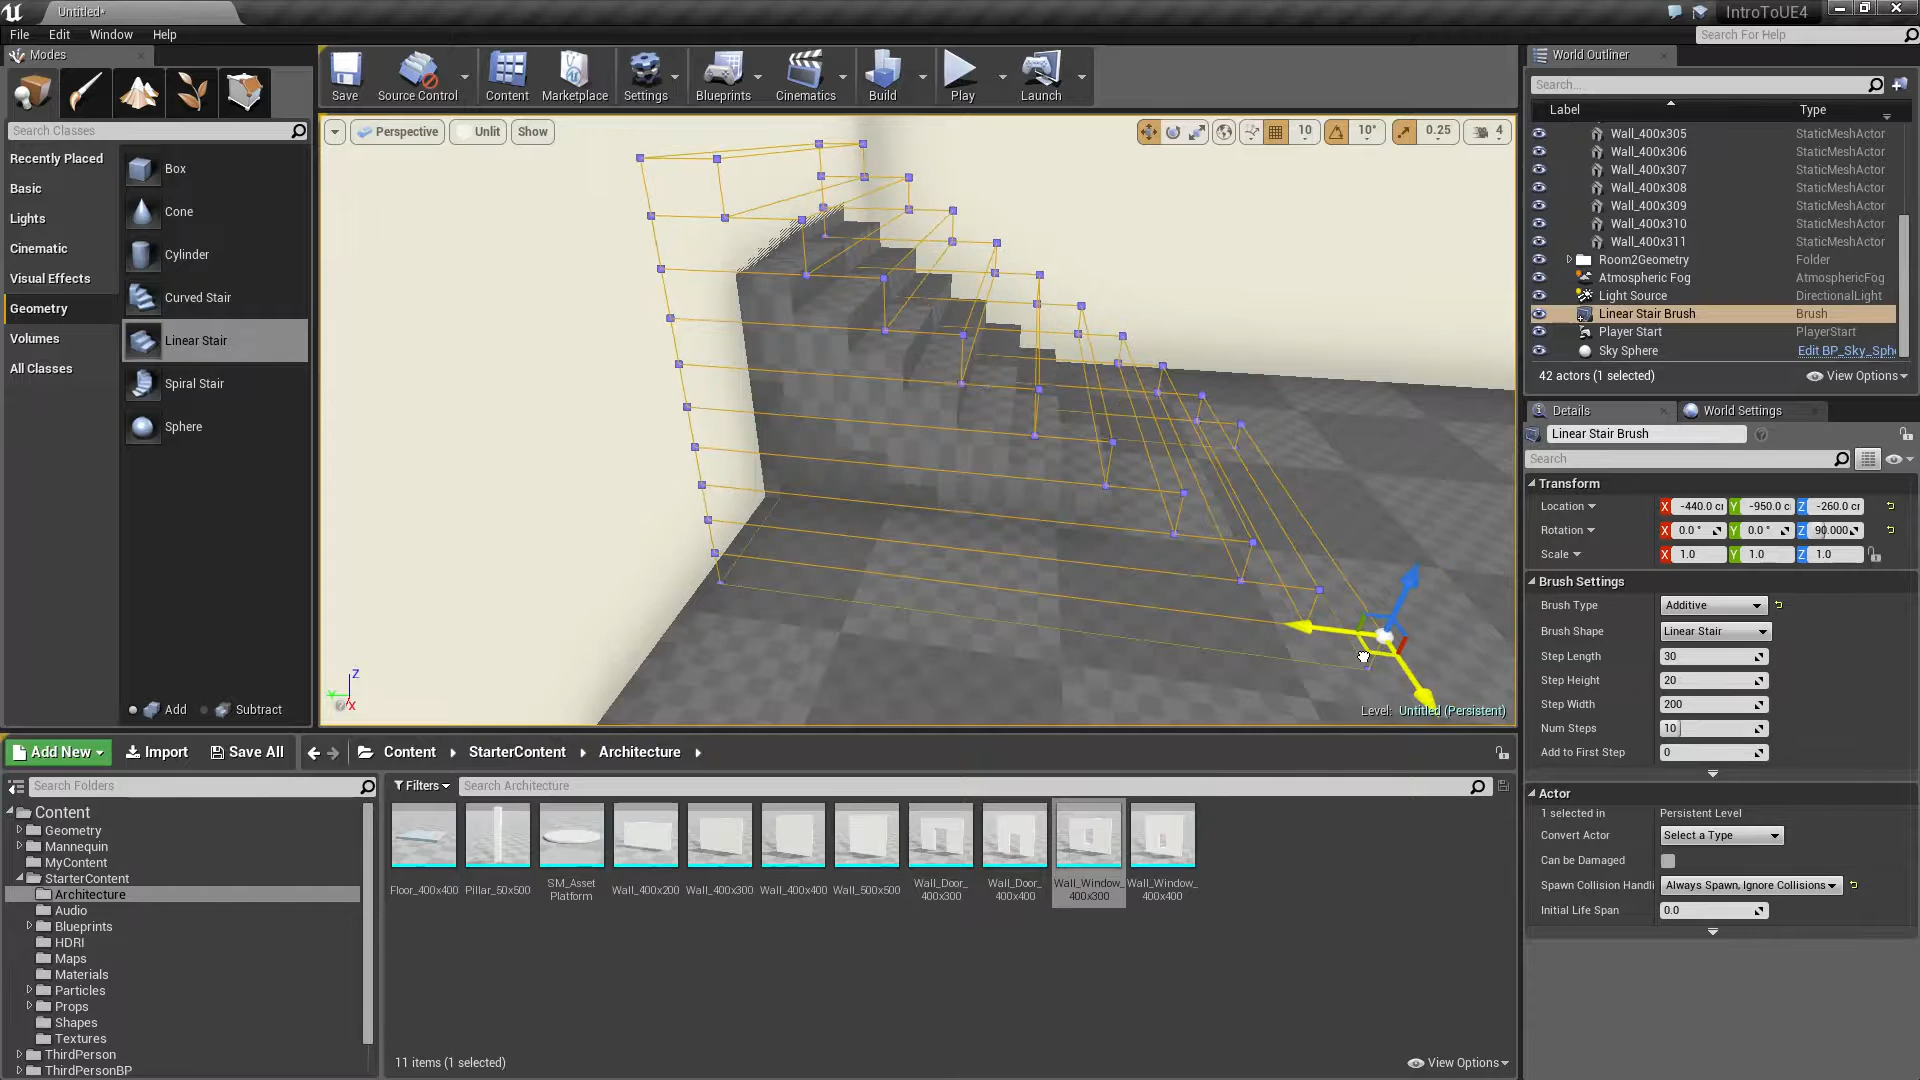 Untitled*
IntroToUE4
File Edit Window Help
Search For Help
Modes
Save
Source Control
Content
Marketplace
Settings
Blueprints
Cinematics
Build
Play
Launch
Search Classes
Recently Placed
Basic
Lights
Cinematic
Visual Effects
Geometry
Volumes
All Classes
Box
Cone
Cylinder
Curved Stair
Linear Stair
Spiral Stair
Sphere
Add Subtract
Perspective Unlit Show
10 10° 0.25 4
Z
Y
X
Level: Untitled (Persistent)
World Outliner
Search...
Label Type
Wall_400x305 StaticMeshActor
Wall_400x306 StaticMeshActor
Wall_400x307 StaticMeshActor
Wall_400x308 StaticMeshActor
Wall_400x309 StaticMeshActor
Wall_400x310 StaticMeshActor
Wall_400x311 StaticMeshActor
Room2Geometry Folder
Atmospheric Fog AtmosphericFog
Light Source DirectionalLight
Linear Stair Brush Brush
Player Start PlayerStart
Sky Sphere Edit BP_Sky_Sph
42 actors (1 selected) View Options
Details World Settings
Linear Stair Brush
Search
Transform
Location X -440.0 c Y -950.0 c Z -260.0 cr
Rotation X 0.0 ° Y 0.0 ° Z 90.000
Scale X 1.0 Y 1.0 Z 1.0
Brush Settings
Brush Type Additive
Brush Shape Linear Stair
Step Length 30
Step Height 20
Step Width 200
Num Steps 10
Add to First Step 0
Actor
1 selected in Persistent Level
Convert Actor Select a Type
Can be Damaged
Spawn Collision Handli Always Spawn, Ignore Collisions
Initial Life Span 0.0
Add New Import Save All Content StarterContent Architecture
Search Folders
Filters Search Architecture
Content
Geometry
Mannequin
MyContent
StarterContent
Architecture
Audio
Blueprints
HDRI
Maps
Materials
Particles
Props
Shapes
Textures
ThirdPerson
ThirdPersonBP
Floor_400x400
Pillar_50x500
SM_Asset
Platform
Wall_400x200
Wall_400x300
Wall_400x400
Wall_500x500
Wall_Door_
400x300
Wall_Door_
400x400
Wall_Window_
400x300
Wall_Window_
400x400
11 items (1 selected) View Options